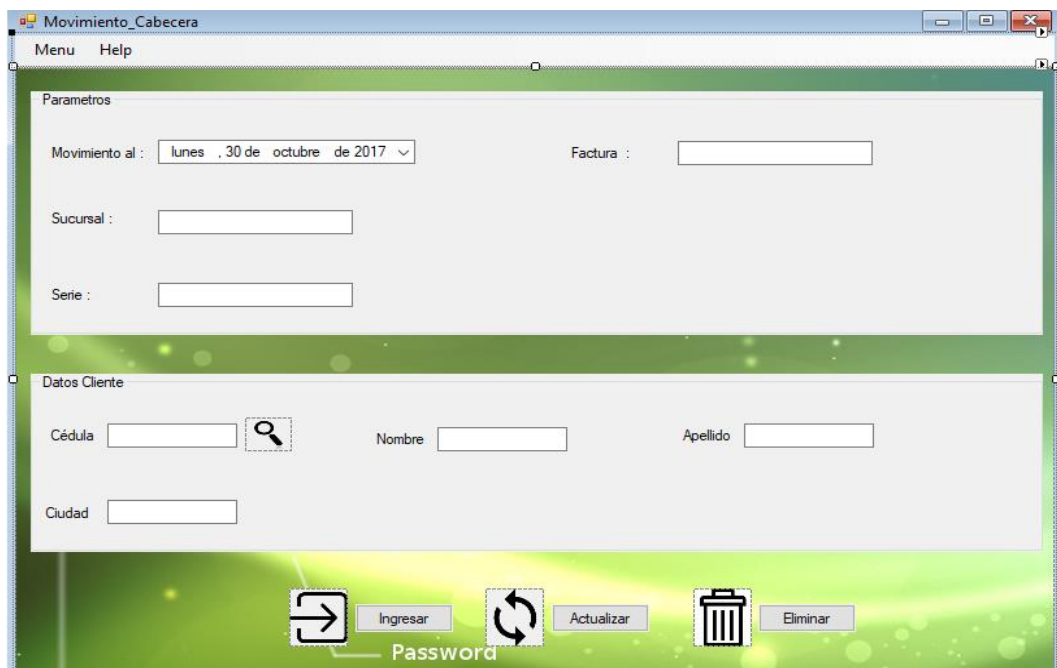 Movimiento_Cabecera
Menu Help
Parametros
Movimiento al : lunes , 30 de octubre de 2017
Factura :
Sucursal :
Serie :
Datos Cliente
Cédula
Nombre
Apellido
Ciudad
Ingresar
Actualizar
Eliminar
Password